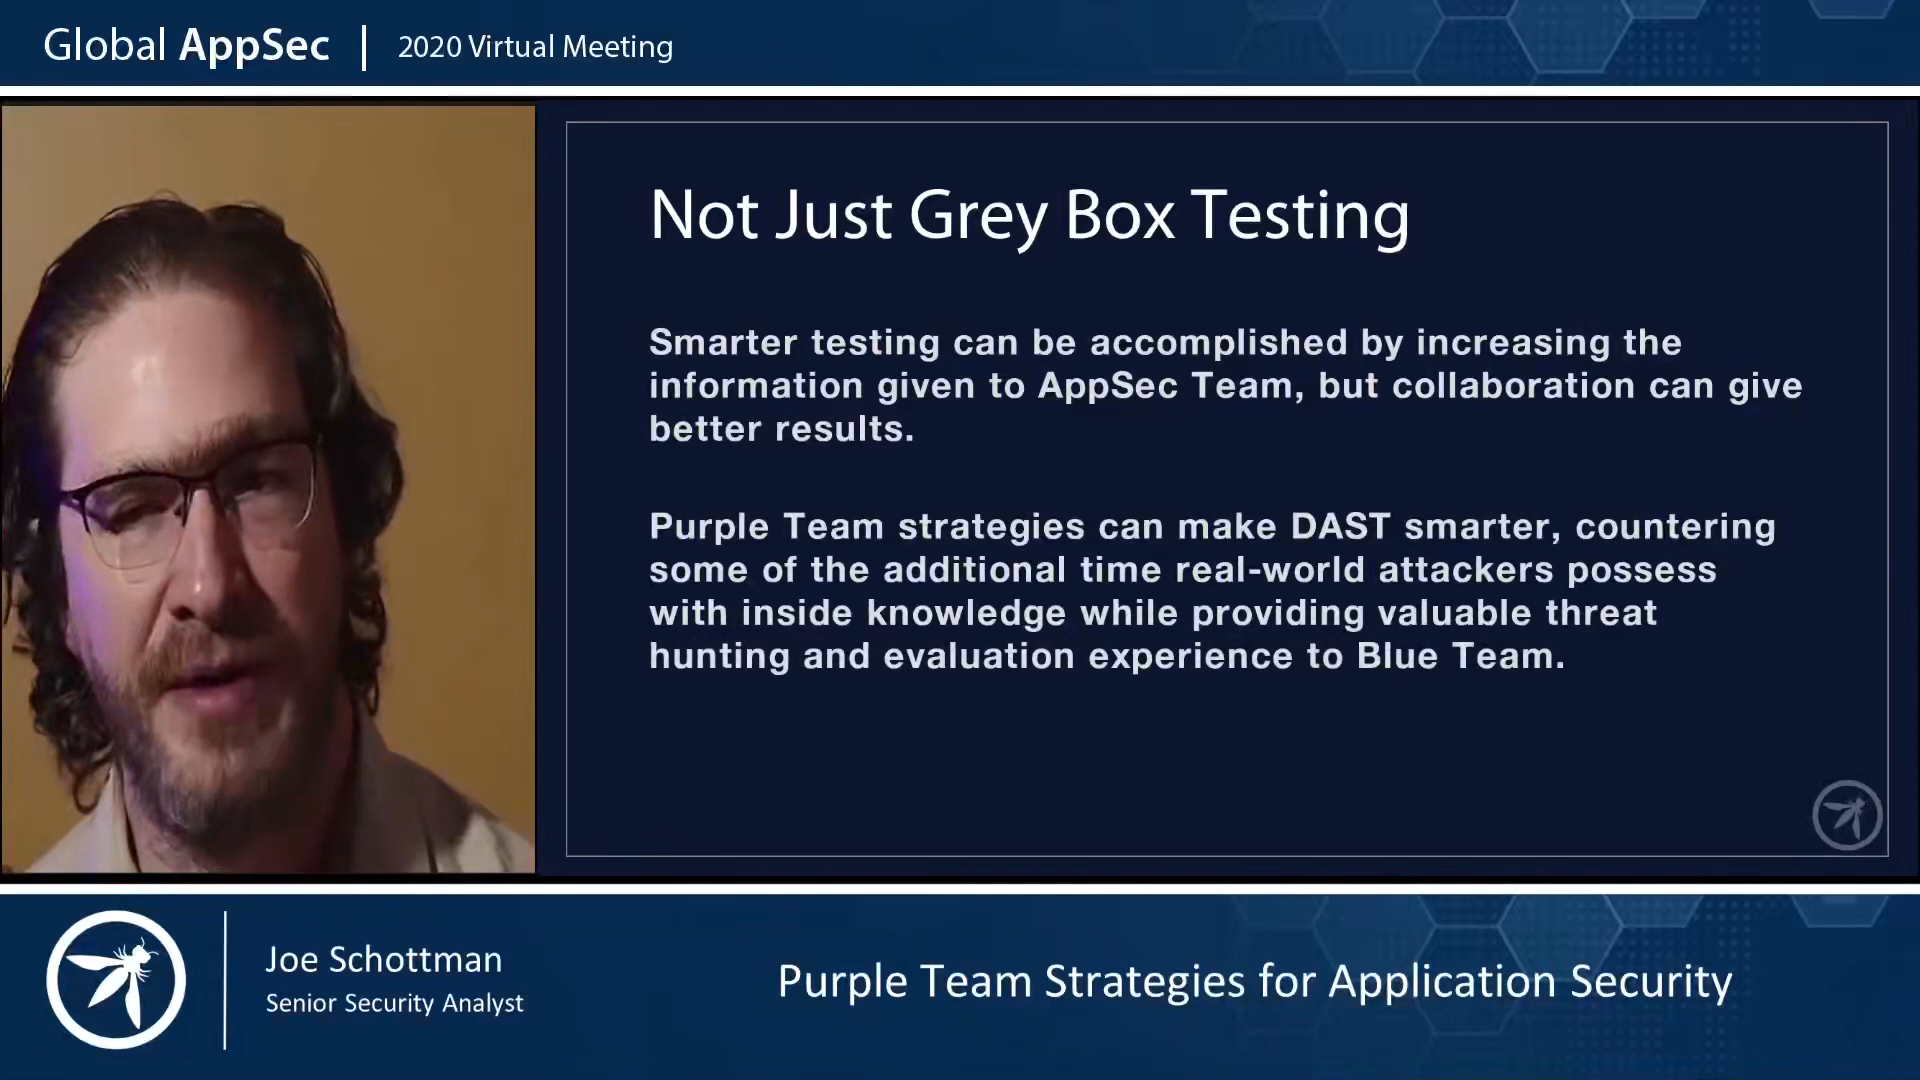 Global AppSec | 2020 Virtual Meeting
Not Just Grey Box Testing
Smarter testing can be accomplished by increasing the
information given to AppSec Team, but collaboration can give
better results.
Purple Team strategies can make DAST smarter, countering
some of the additional time real-world attackers possess
with inside knowledge while providing valuable threat
hunting and evaluation experience to Blue Team.
Joe Schottman
Senior Security Analyst
Purple Team Strategies for Application Security